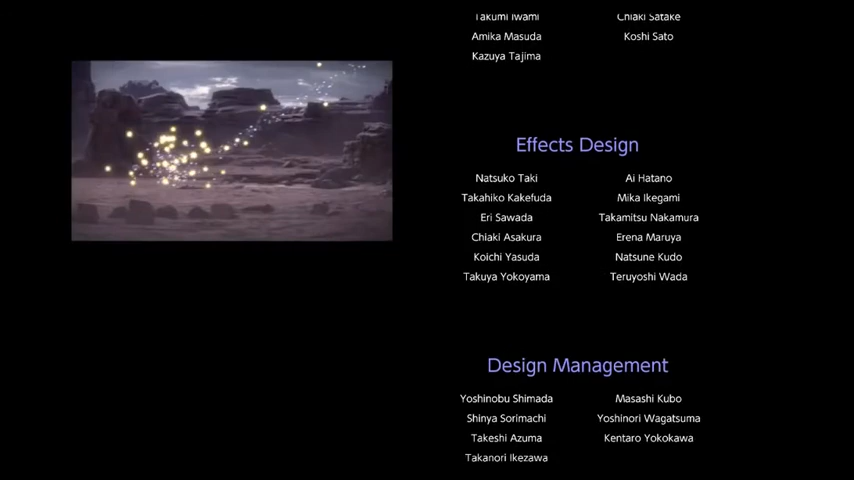 Takumi Iwami Chiaki Satake
Amika Masuda Koshi Sato
Kazuya Tajima
Effects Design
Natsuko Taki Ai Hatano
Takahiko Kakefuda Mika Ikegami
Eri Sawada Takamitsu Nakamura
Chiaki Asakura Erena Maruya
Koichi Yasuda Natsune Kudo
Takuya Yokoyama Teruyoshi Wada
Design Management
Yoshinobu Shimada Masashi Kubo
Shinya Sorimachi Yoshinori Wagatsuma
Takeshi Azuma Kentaro Yokokawa
Takanori Ikezawa